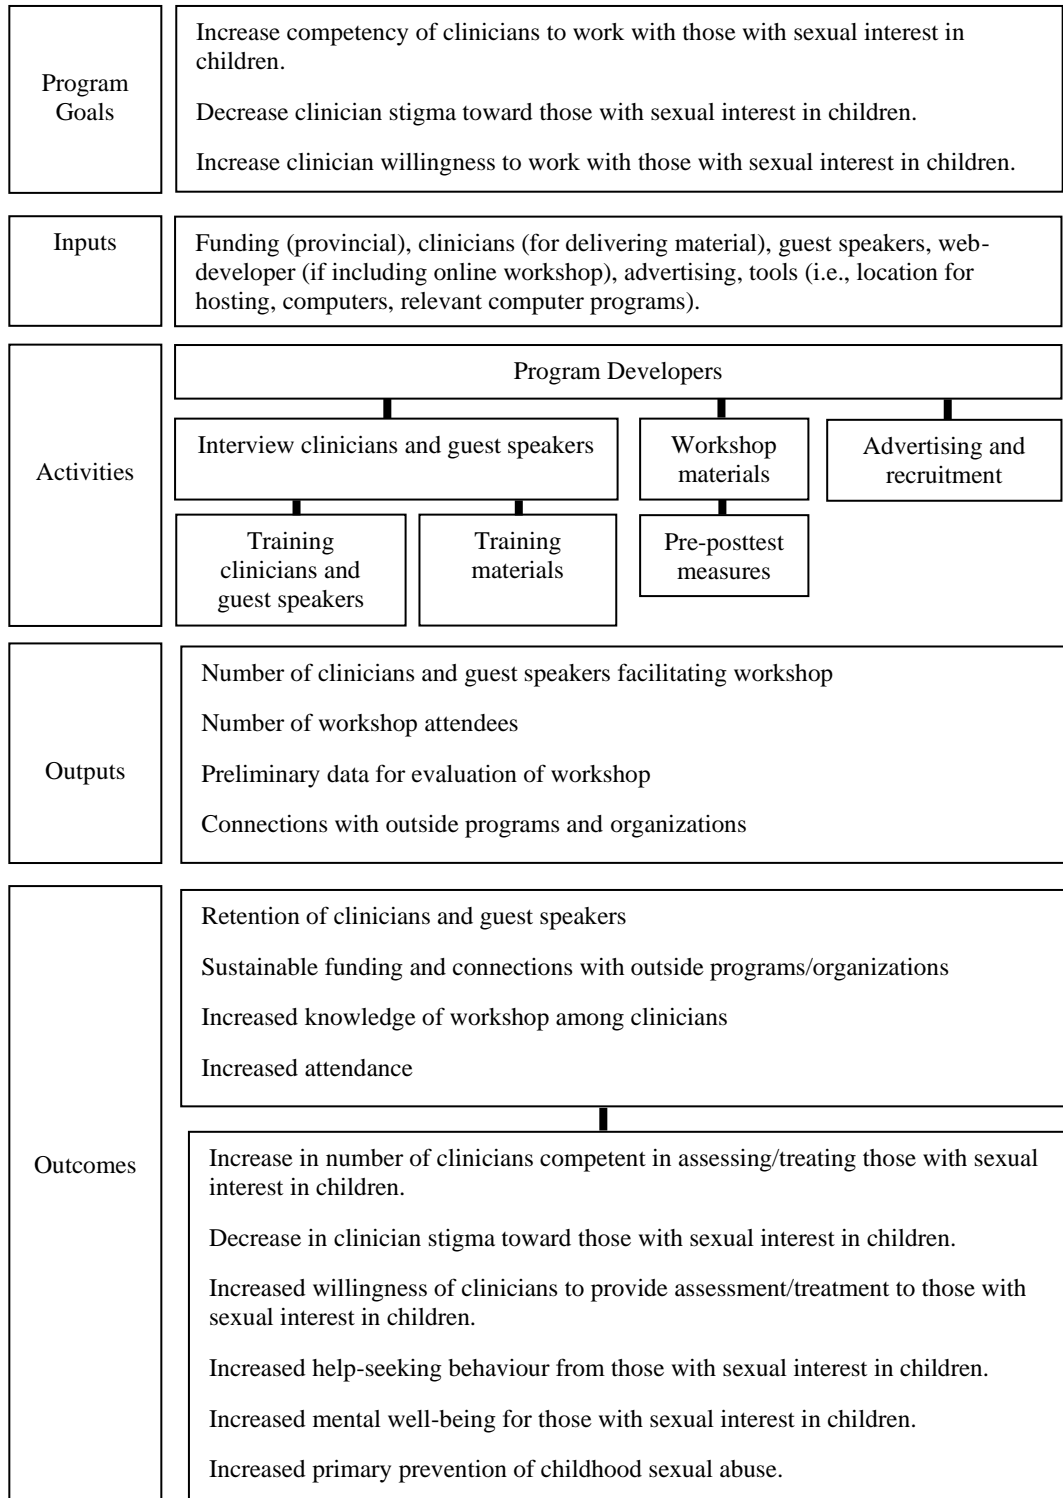 Program
Goals
Increase competency of clinicians to work with those with sexual interest in
children.
Decrease clinician stigma toward those with sexual interest in children.
Increase clinician willingness to work with those with sexual interest in children.
Inputs
Funding (provincial), clinicians (for delivering material), guest speakers, web-
developer (if including online workshop), advertising, tools (i.e., location for
hosting, computers, relevant computer programs).
Activities
Program Developers
Interview clinicians and guest speakers
Workshop
materials
Advertising and
recruitment
Training
clinicians and
guest speakers
Training
materials
Pre-posttest
measures
Outputs
Number of clinicians and guest speakers facilitating workshop
Number of workshop attendees
Preliminary data for evaluation of workshop
Connections with outside programs and organizations
Outcomes
Retention of clinicians and guest speakers
Sustainable funding and connections with outside programs/organizations
Increased knowledge of workshop among clinicians
Increased attendance
Increase in number of clinicians competent in assessing/treating those with sexual
interest in children.
Decrease in clinician stigma toward those with sexual interest in children.
Increased willingness of clinicians to provide assessment/treatment to those with
sexual interest in children.
Increased help-seeking behaviour from those with sexual interest in children.
Increased mental well-being for those with sexual interest in children.
Increased primary prevention of childhood sexual abuse.